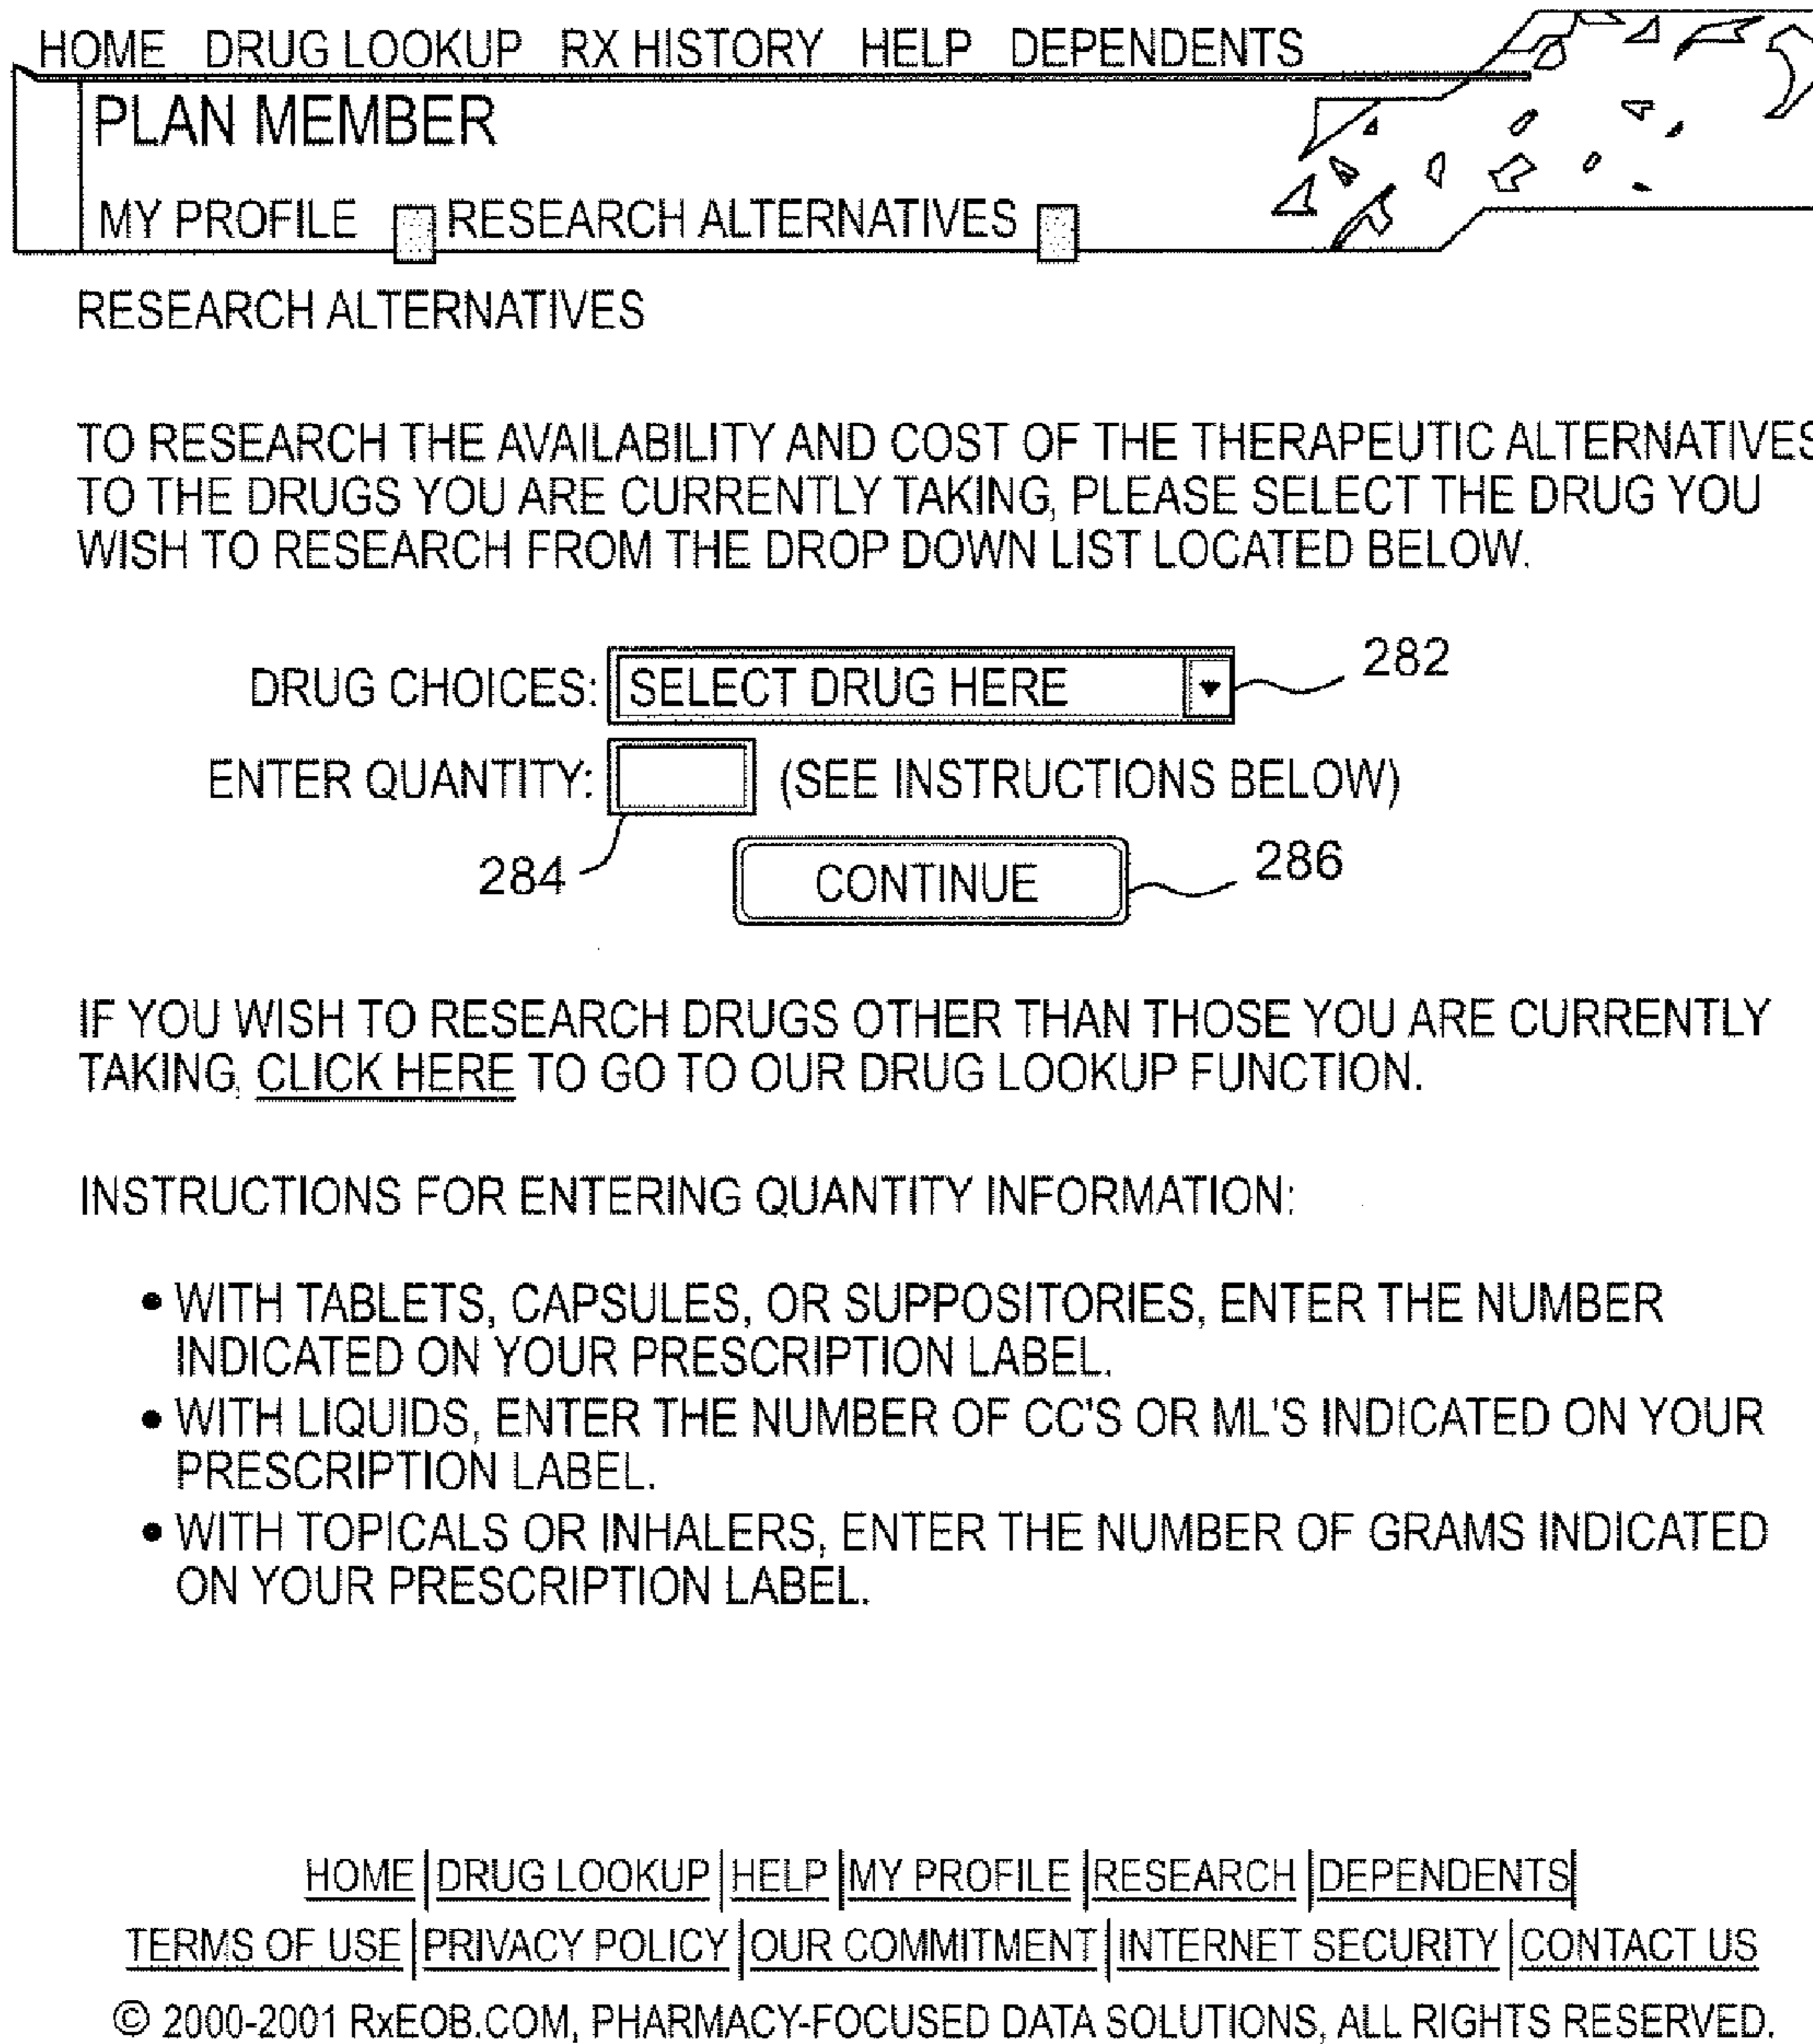 HOME DRUG LOOKUP RX HISTORY HELP DEPENDENTS
PLAN MEMBER
MY PROFILE RESEARCH ALTERNATIVES
RESEARCH ALTERNATIVES
TO RESEARCH THE AVAILABILITY AND COST OF THE THERAPEUTIC ALTERNATIVES
TO THE DRUGS YOU ARE CURRENTLY TAKING, PLEASE SELECT THE DRUG YOU
WISH TO RESEARCH FROM THE DROP DOWN LIST LOCATED BELOW.
DRUG CHOICES: SELECT DRUG HERE 282
ENTER QUANTITY: (SEE INSTRUCTIONS BELOW)
284 CONTINUE 286
IF YOU WISH TO RESEARCH DRUGS OTHER THAN THOSE YOU ARE CURRENTLY
TAKING, CLICK HERE TO GO TO OUR DRUG LOOKUP FUNCTION.
INSTRUCTIONS FOR ENTERING QUANTITY INFORMATION:
• WITH TABLETS, CAPSULES, OR SUPPOSITORIES, ENTER THE NUMBER
INDICATED ON YOUR PRESCRIPTION LABEL.
• WITH LIQUIDS, ENTER THE NUMBER OF CC'S OR ML'S INDICATED ON YOUR
PRESCRIPTION LABEL.
• WITH TOPICALS OR INHALERS, ENTER THE NUMBER OF GRAMS INDICATED
ON YOUR PRESCRIPTION LABEL.
HOME|DRUG LOOKUP|HELP|MY PROFILE|RESEARCH|DEPENDENTS|
TERMS OF USE|PRIVACY POLICY|OUR COMMITMENT|INTERNET SECURITY|CONTACT US
© 2000-2001 RxEOB.COM, PHARMACY-FOCUSED DATA SOLUTIONS, ALL RIGHTS RESERVED.